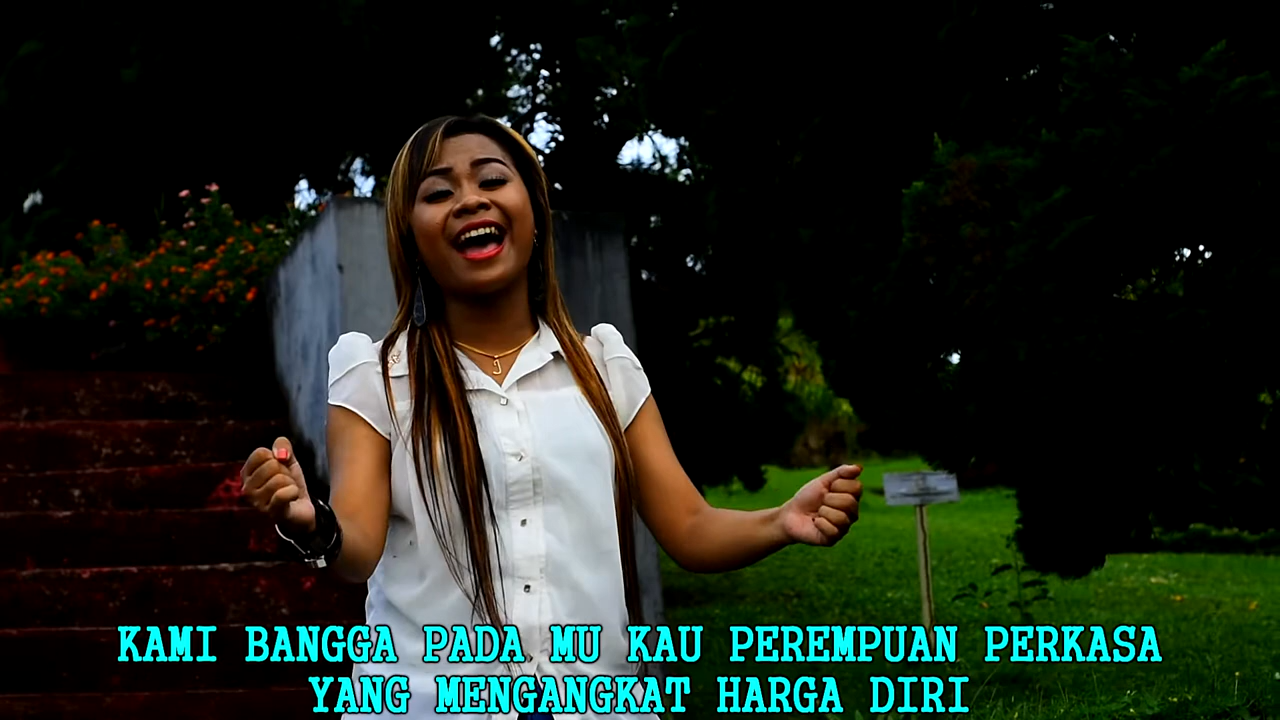 KAMI BANGGA PADA MU KAU PEREMPUAN PERKASA
YANG MENGANGKAT HARGA DIRI